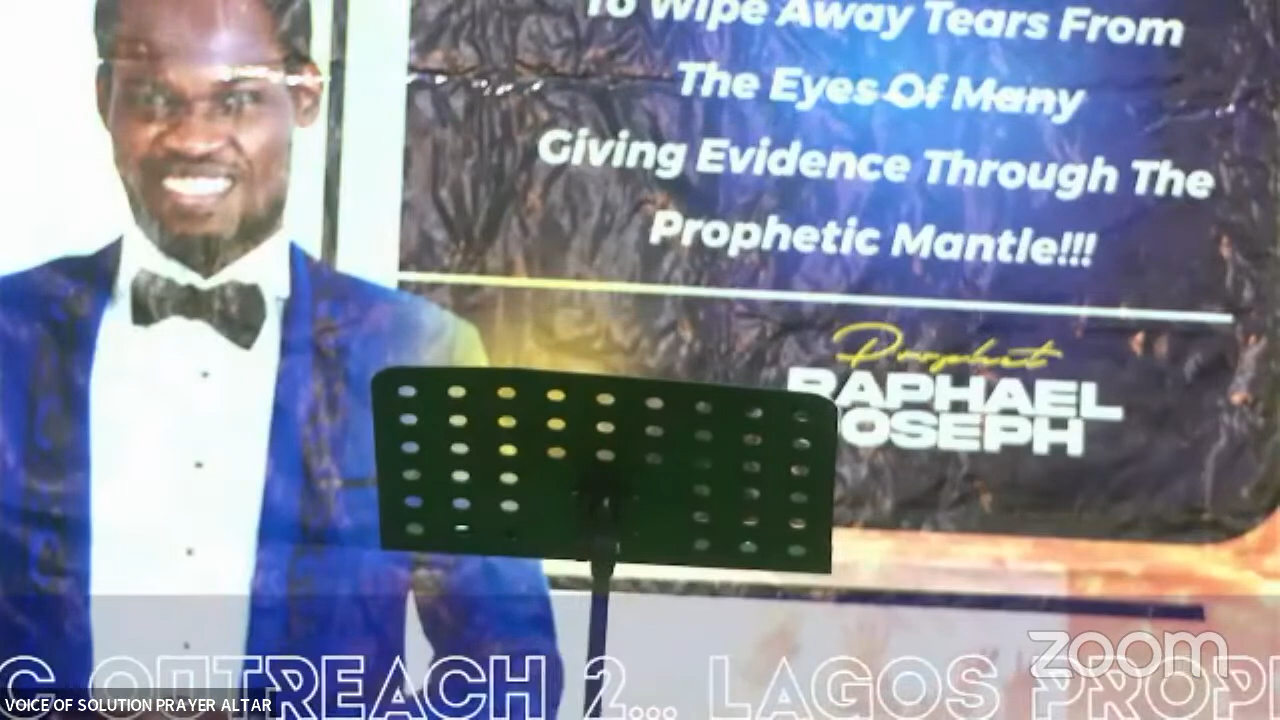 To Wipe Away Tears From
The Eyes Of Many
Giving Evidence Through The
Prophetic Mantle!!!
Prophet
RAPHAEL
JOSEPH
zoom
C OUTREACH 2... LAGOS PROP
VOICE OF SOLUTION PRAYER ALTAR